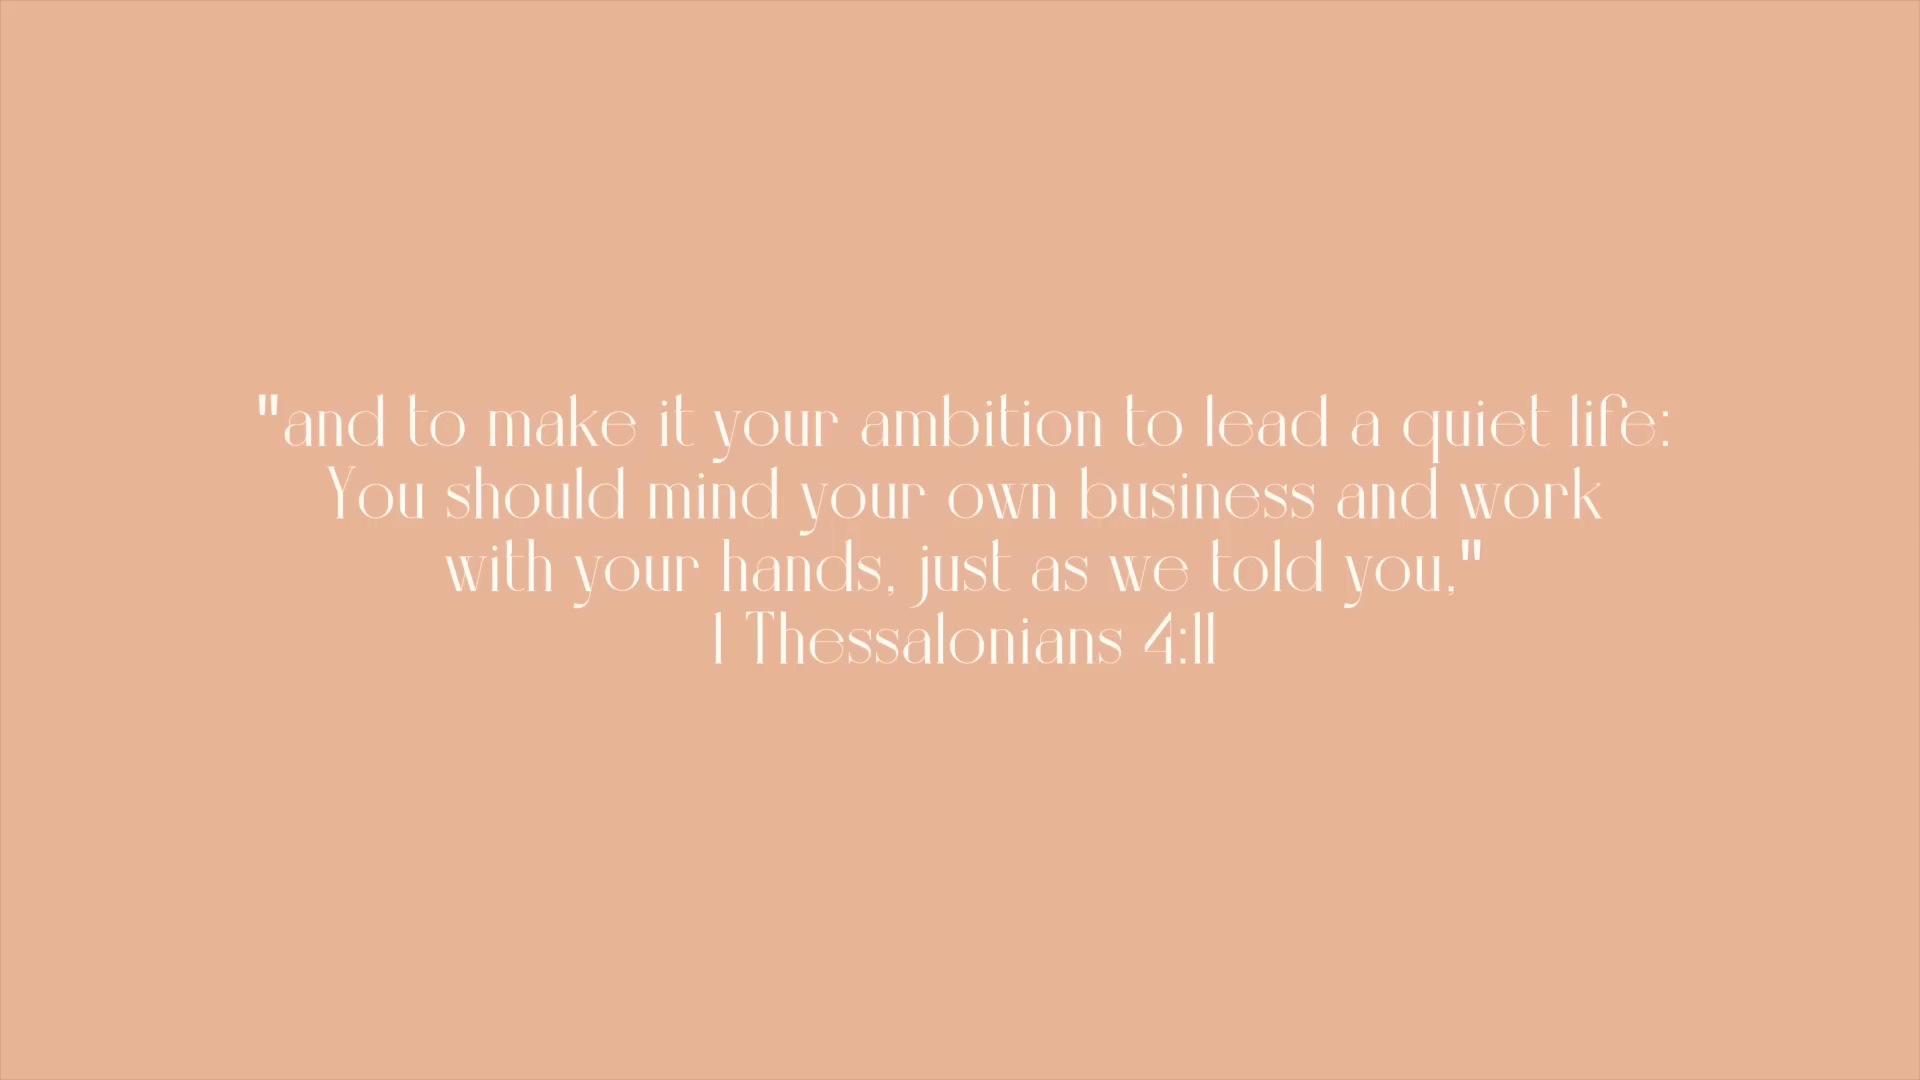 "and to make it your ambition to lead a quiet life:
You should mind your own business and work
with your hands, just as we told you,"
1 Thessalonians 4:11